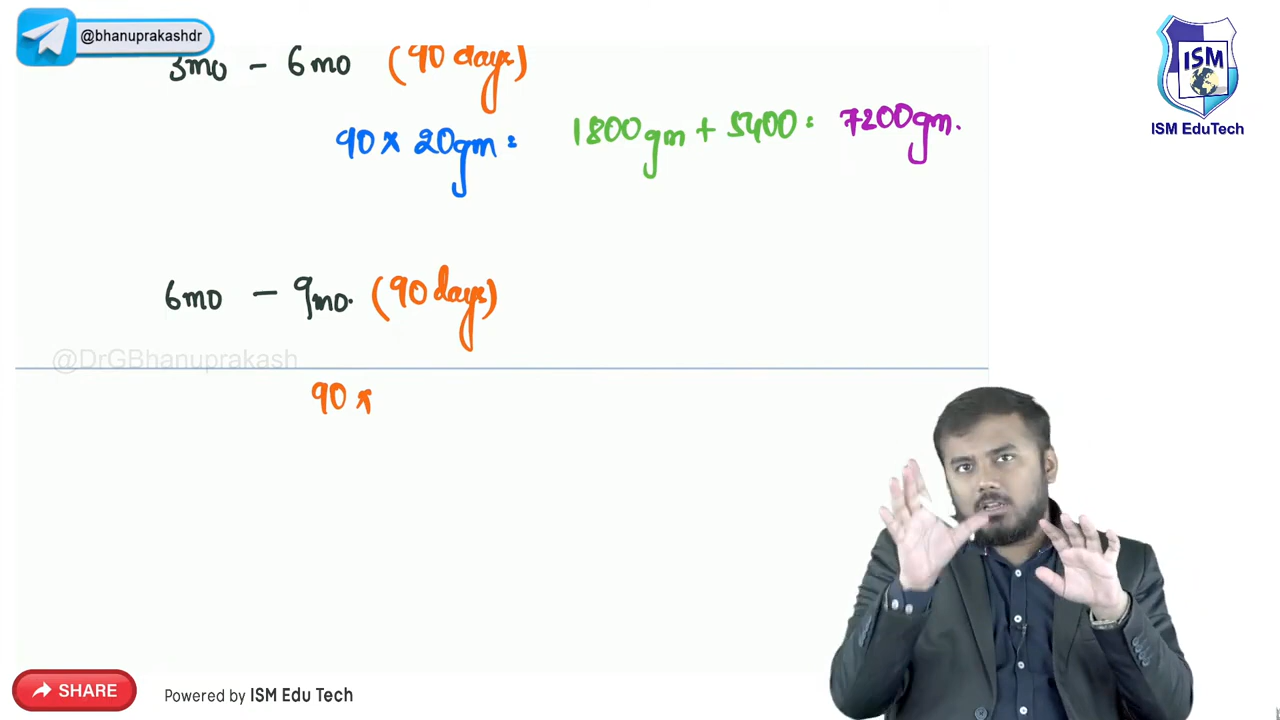 @bhanuprakashdr
3mo - 6mo (90 days)
90 x 20gm =
1800gm + 5400 = 7200gm.
ISM
ISM EduTech
6mo - 9mo. (90 days)
@DrGBhanuprakash
90 x
SHARE
Powered by ISM Edu Tech